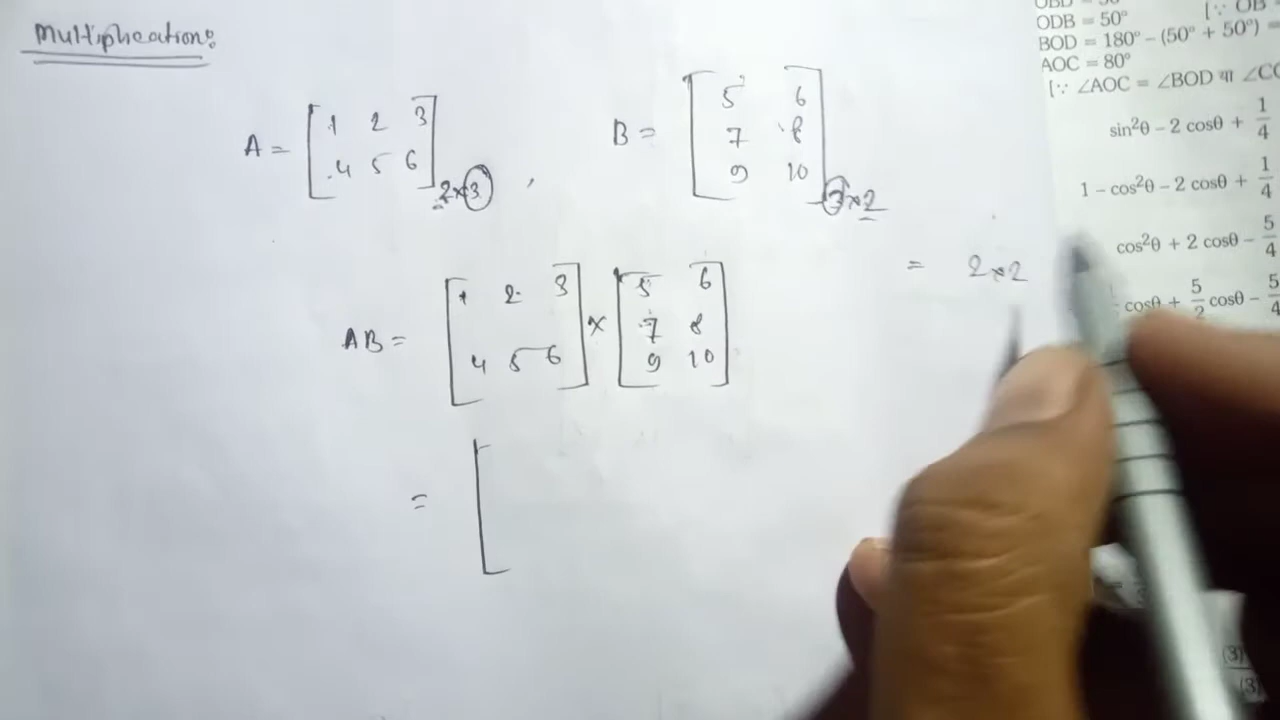 Multiplication:
A = [ 1 2 3
4 5 6 ] 2×3 ,
B = [ 5 6
7 8
9 10 ] 3×2
AB = [ 1 2 3
4 5 6 ] × [ 5 6
7 8
9 10 ]
= 2×2
= [
ODB = 50° [∵ OB
BOD = 180° – (50° + 50°) =
AOC = 80°
[∵ ∠AOC = ∠BOD या
sin²θ – 2 cosθ + 1/4
1 – cos²θ – 2 cosθ + 1/4
cos²θ + 2 cosθ – 5/4
cosθ + 5/2 cosθ – 5/4
(3)
(3)